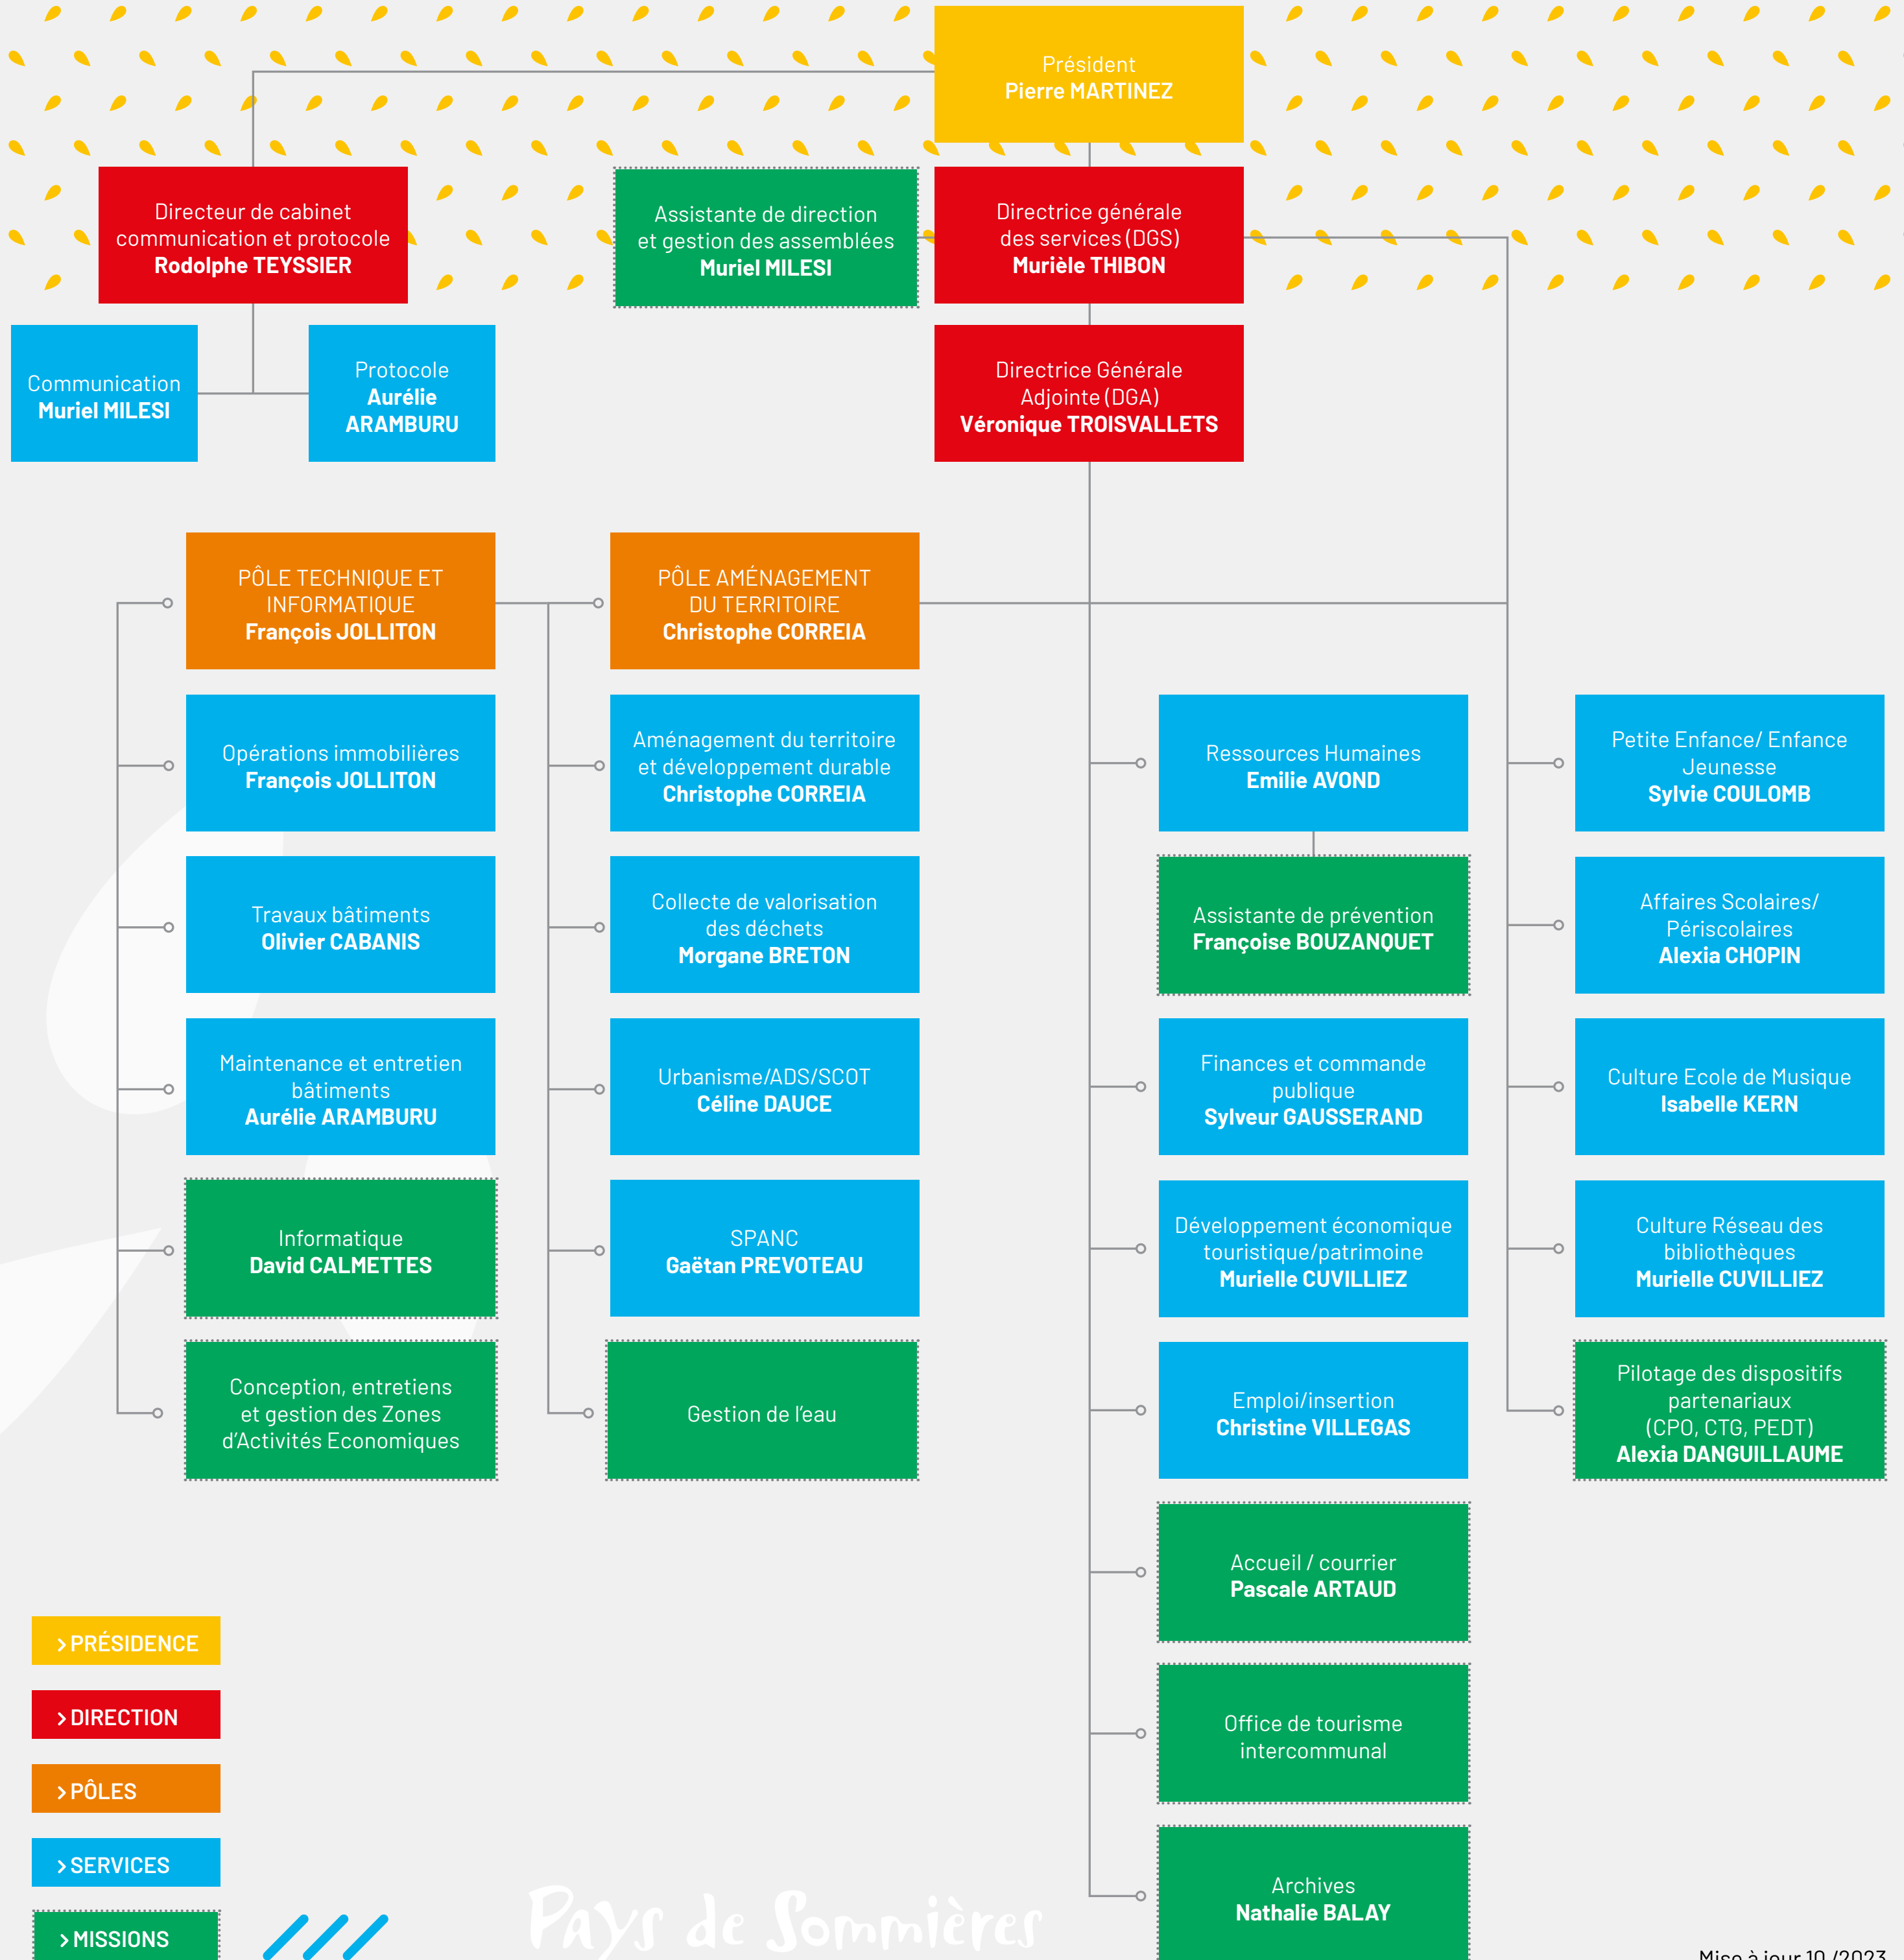 Président
Pierre MARTINEZ
Directeur de cabinet
communication et protocole
Rodolphe TEYSSIER
Assistante de direction
et gestion des assemblées
Muriel MILESI
Directrice générale
des services (DGS)
Murièle THIBON
Communication
Muriel MILESI
Protocole
Aurélie
ARAMBURU
Directrice Générale
Adjointe (DGA)
Véronique TROISVALLETS
PÔLE TECHNIQUE ET
INFORMATIQUE
François JOLLITON
PÔLE AMÉNAGEMENT
DU TERRITOIRE
Christophe CORREIA
Opérations immobilières
François JOLLITON
Travaux bâtiments
Olivier CABANIS
Maintenance et entretien
bâtiments
Aurélie ARAMBURU
Informatique
David CALMETTES
Conception, entretiens
et gestion des Zones
d'Activités Economiques
Aménagement du territoire
et développement durable
Christophe CORREIA
Collecte de valorisation
des déchets
Morgane BRETON
Urbanisme/ADS/SCOT
Céline DAUCE
SPANC
Gaëtan PREVOTEAU
Gestion de l'eau
Ressources Humaines
Emilie AVOND
Assistante de prévention
Françoise BOUZANQUET
Finances et commande
publique
Sylveur GAUSSERAND
Développement économique
touristique/patrimoine
Murielle CUVILLIEZ
Emploi/insertion
Christine VILLEGAS
Accueil / courrier
Pascale ARTAUD
Office de tourisme
intercommunal
Archives
Nathalie BALAY
Petite Enfance/ Enfance
Jeunesse
Sylvie COULOMB
Affaires Scolaires/
Périscolaires
Alexia CHOPIN
Culture Ecole de Musique
Isabelle KERN
Culture Réseau des
bibliothèques
Murielle CUVILLIEZ
Pilotage des dispositifs
partenariaux
(CPO, CTG, PEDT)
Alexia DANGUILLAUME
> PRÉSIDENCE
> DIRECTION
> PÔLES
> SERVICES
> MISSIONS
Pays de Sommières
Mise à jour 10 /2023